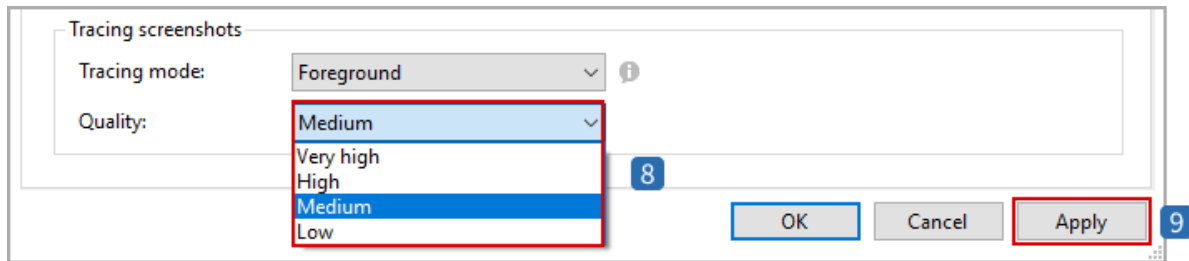 Tracing screenshots
Tracing mode: Foreground
Quality: Medium
Very high
High
8
Medium
Low
OK Cancel Apply 9